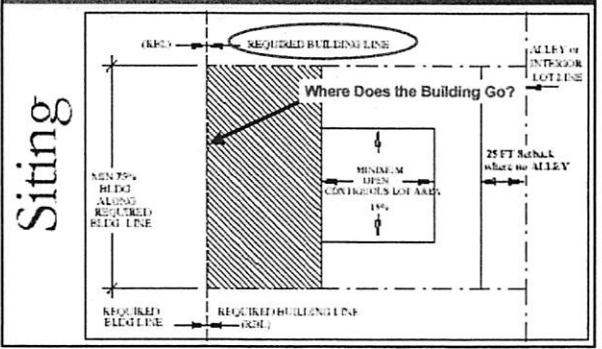 Siting
(RBL)
REQUIRED BUILDING LINE
ALLEY or
INTERIOR
LOT LINE
Where Does the Building Go?
MIN 75%
BLDG
ALONG
REQUIRED
BLDG LINE
MINIMUM
OPEN
CONTIGUOUS LOT AREA
15%
25 FT Setback
where no ALLEY
REQUIRED
BLDG LINE
REQUIRED BUILDING LINE
(RBL)